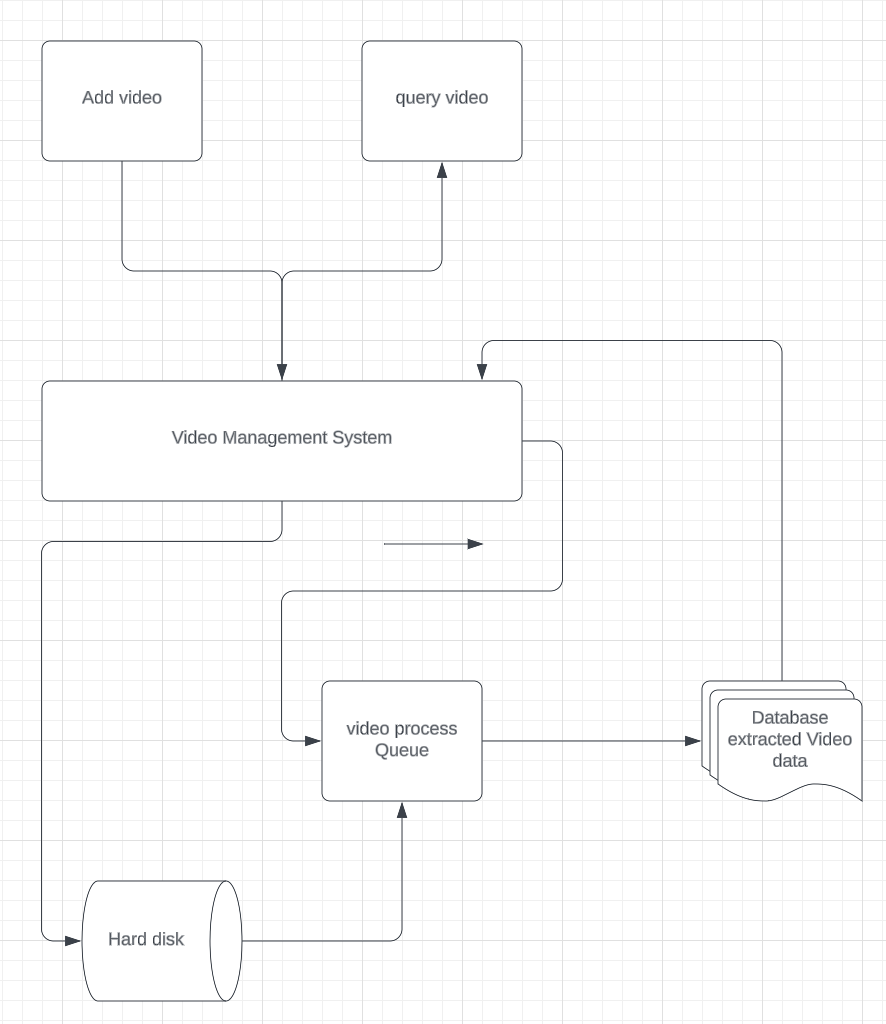 Add video
query video
Video Management System
video process
Queue
Database
extracted Video
data
Hard disk